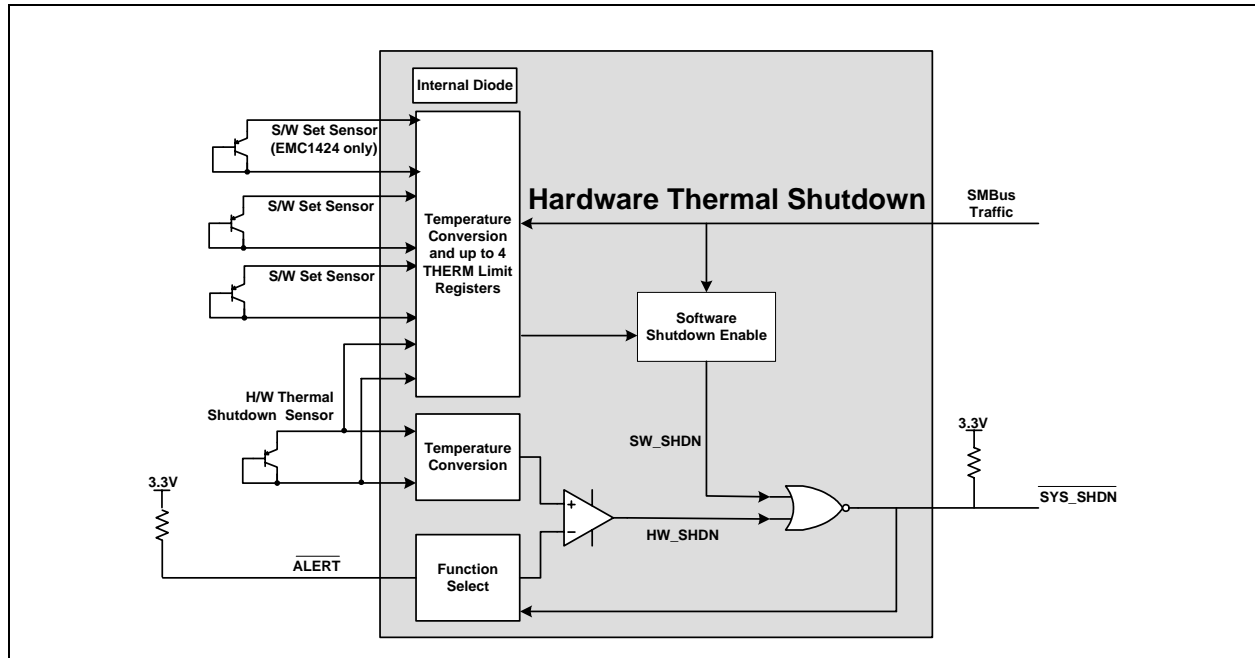 Internal Diode
S/W Set Sensor
(EMC1424 only)
Hardware Thermal Shutdown
SMBus
Traffic
S/W Set Sensor
Temperature
Conversion
and up to 4
THERM Limit
Registers
S/W Set Sensor
Software
Shutdown Enable
H/W Thermal
Shutdown Sensor
Temperature
Conversion
SW_SHDN
3.3V
3.3V
+
−
HW_SHDN
SYS_SHDN
ALERT
Function
Select